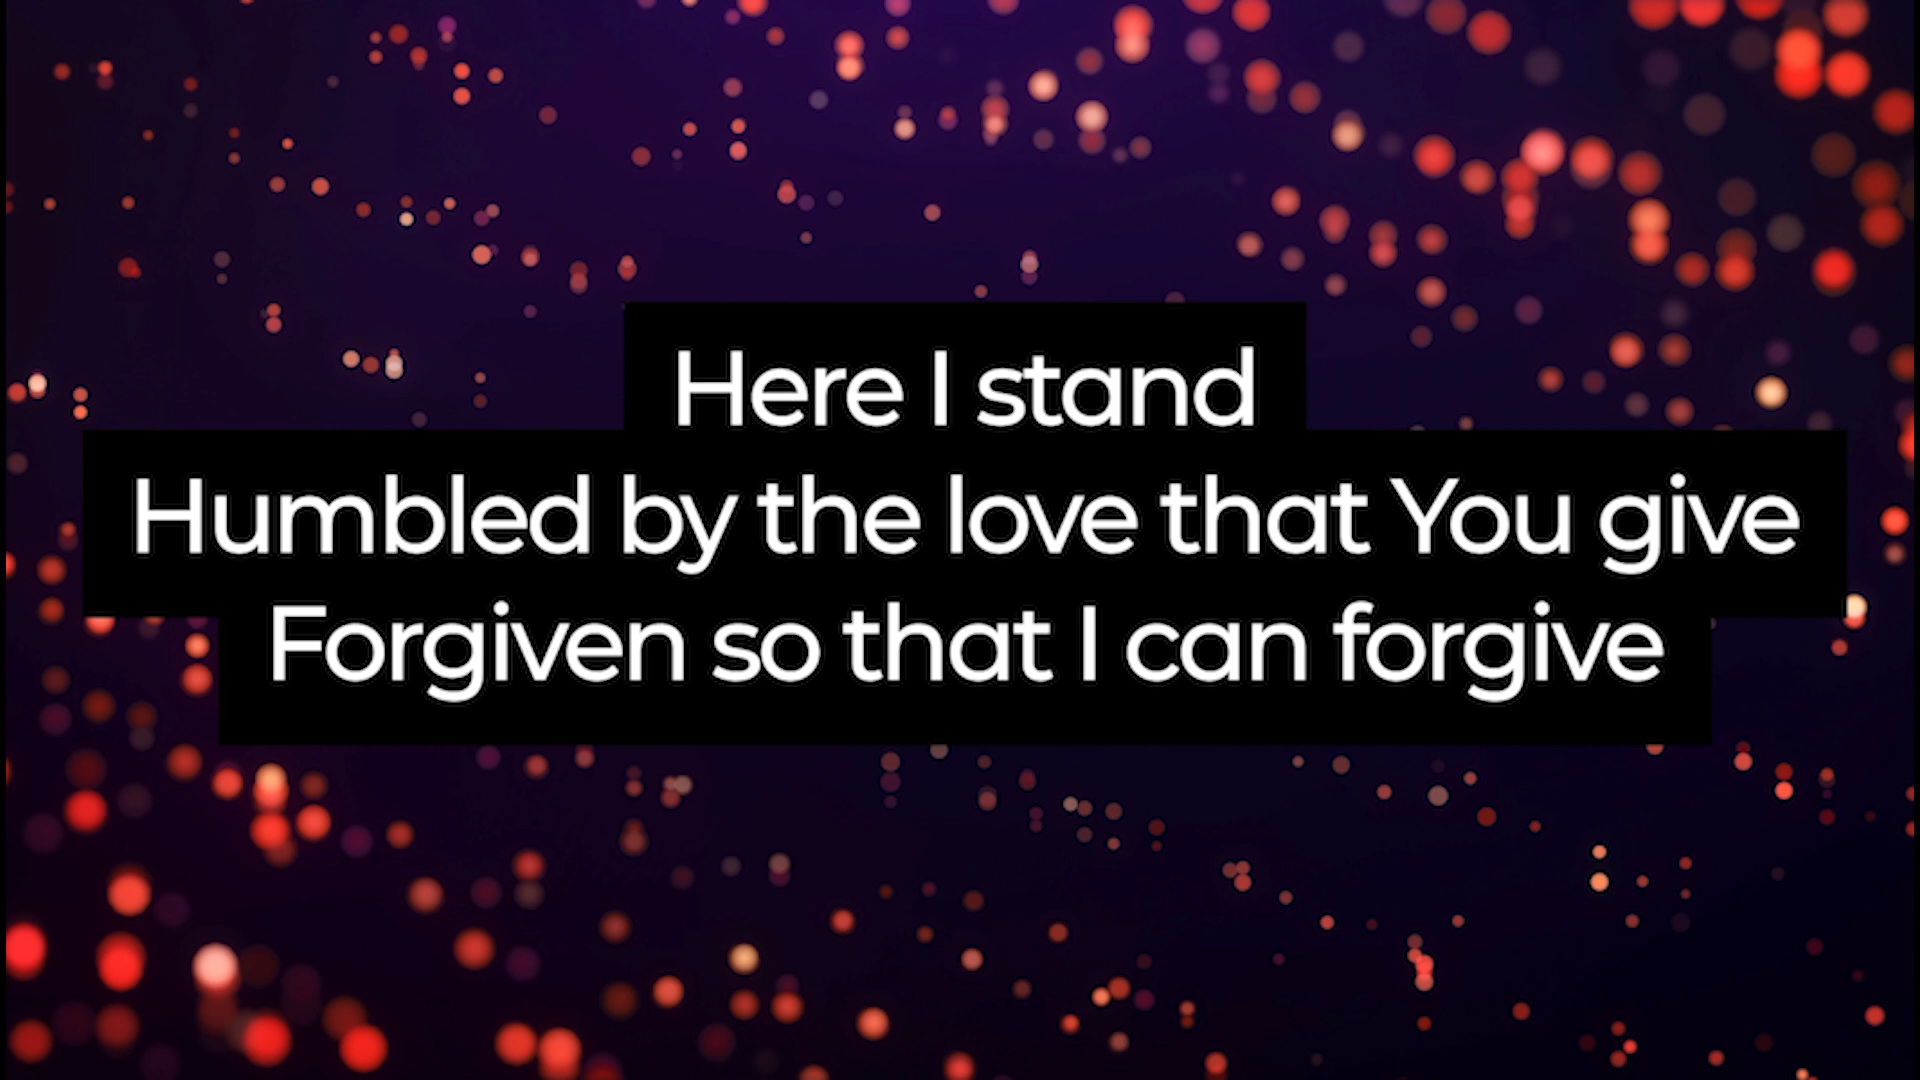 Here I stand
Humbled by the love that You give
Forgiven so that I can forgive